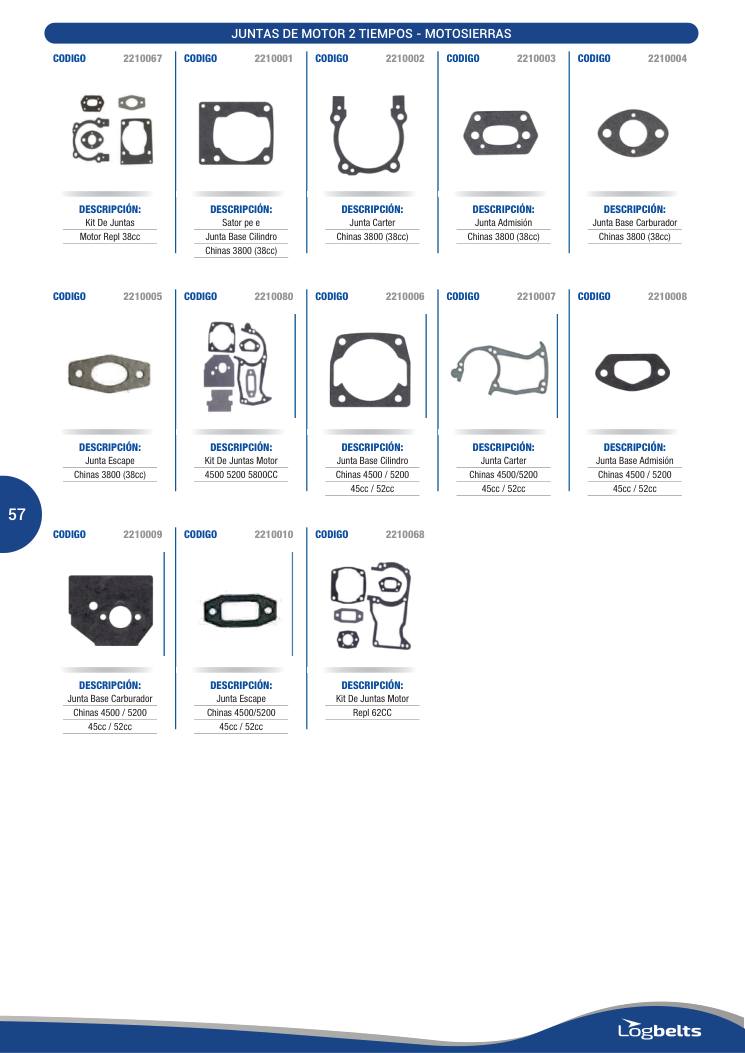 JUNTAS DE MOTOR 2 TIEMPOS - MOTOSIERRAS
CODIGO 2210067
DESCRIPCIÓN:
Kit De Juntas
Motor Repl 38cc
CODIGO 2210001
DESCRIPCIÓN:
Sator pe e
Junta Base Cilindro
Chinas 3800 (38cc)
CODIGO 2210002
DESCRIPCIÓN:
Junta Carter
Chinas 3800 (38cc)
CODIGO 2210003
DESCRIPCIÓN:
Junta Admisión
Chinas 3800 (38cc)
CODIGO 2210004
DESCRIPCIÓN:
Junta Base Carburador
Chinas 3800 (38cc)
CODIGO 2210005
DESCRIPCIÓN:
Junta Escape
Chinas 3800 (38cc)
CODIGO 2210080
DESCRIPCIÓN:
Kit De Juntas Motor
4500 5200 5800CC
CODIGO 2210006
DESCRIPCIÓN:
Junta Base Cilindro
Chinas 4500 / 5200
45cc / 52cc
CODIGO 2210007
DESCRIPCIÓN:
Junta Carter
Chinas 4500/5200
45cc / 52cc
CODIGO 2210008
DESCRIPCIÓN:
Junta Base Admisión
Chinas 4500 / 5200
45cc / 52cc
57
CODIGO 2210009
DESCRIPCIÓN:
Junta Base Carburador
Chinas 4500 / 5200
45cc / 52cc
CODIGO 2210010
DESCRIPCIÓN:
Junta Escape
Chinas 4500/5200
45cc / 52cc
CODIGO 2210068
DESCRIPCIÓN:
Kit De Juntas Motor
Repl 62CC
Logbelts